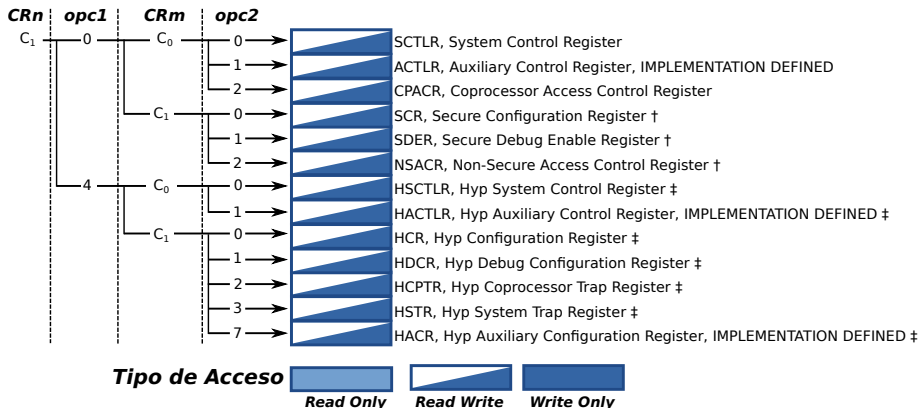 CRn opc1 CRm opc2
C1 0 C0 0 SCTLR, System Control Register
1 ACTLR, Auxiliary Control Register, IMPLEMENTATION DEFINED
2 CPACR, Coprocessor Access Control Register
C1 0 SCR, Secure Configuration Register †
1 SDER, Secure Debug Enable Register †
2 NSACR, Non-Secure Access Control Register †
4 C0 0 HSCTLR, Hyp System Control Register ‡
1 HACTLR, Hyp Auxiliary Control Register, IMPLEMENTATION DEFINED ‡
C1 0 HCR, Hyp Configuration Register ‡
1 HDCR, Hyp Debug Configuration Register ‡
2 HCPTR, Hyp Coprocessor Trap Register ‡
3 HSTR, Hyp System Trap Register ‡
7 HACR, Hyp Auxiliary Configuration Register, IMPLEMENTATION DEFINED ‡
Tipo de Acceso
Read Only Read Write Write Only